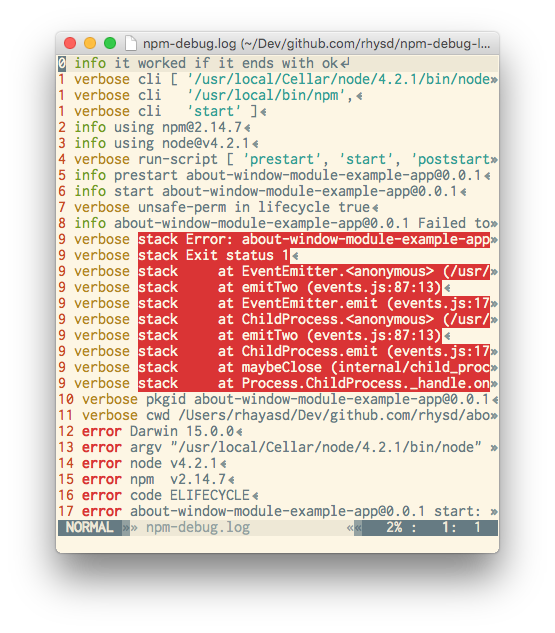 npm-debug.log (~/Dev/github.com/rhysd/npm-debug-l...
0 info it worked if it ends with ok
1 verbose cli [ '/usr/local/Cellar/node/4.2.1/bin/node»
1 verbose cli   '/usr/local/bin/npm',
1 verbose cli   'start' ]
2 info using npm@2.14.7
3 info using node@v4.2.1
4 verbose run-script [ 'prestart', 'start', 'poststart»
5 info prestart about-window-module-example-app@0.0.1
6 info start about-window-module-example-app@0.0.1
7 verbose unsafe-perm in lifecycle true
8 info about-window-module-example-app@0.0.1 Failed to»
9 verbose stack Error: about-window-module-example-app»
9 verbose stack Exit status 1
9 verbose stack     at EventEmitter.<anonymous> (/usr/»
9 verbose stack     at emitTwo (events.js:87:13)
9 verbose stack     at EventEmitter.emit (events.js:17»
9 verbose stack     at ChildProcess.<anonymous> (/usr/»
9 verbose stack     at emitTwo (events.js:87:13)
9 verbose stack     at ChildProcess.emit (events.js:17»
9 verbose stack     at maybeClose (internal/child_proc»
9 verbose stack     at Process.ChildProcess._handle.on»
10 verbose pkgid about-window-module-example-app@0.0.1
11 verbose cwd /Users/rhayasd/Dev/github.com/rhysd/abo»
12 error Darwin 15.0.0
13 error argv "/usr/local/Cellar/node/4.2.1/bin/node" »
14 error node v4.2.1
15 error npm  v2.14.7
16 error code ELIFECYCLE
17 error about-window-module-example-app@0.0.1 start: »
NORMAL »» npm-debug.log «« 2% : 1: 1